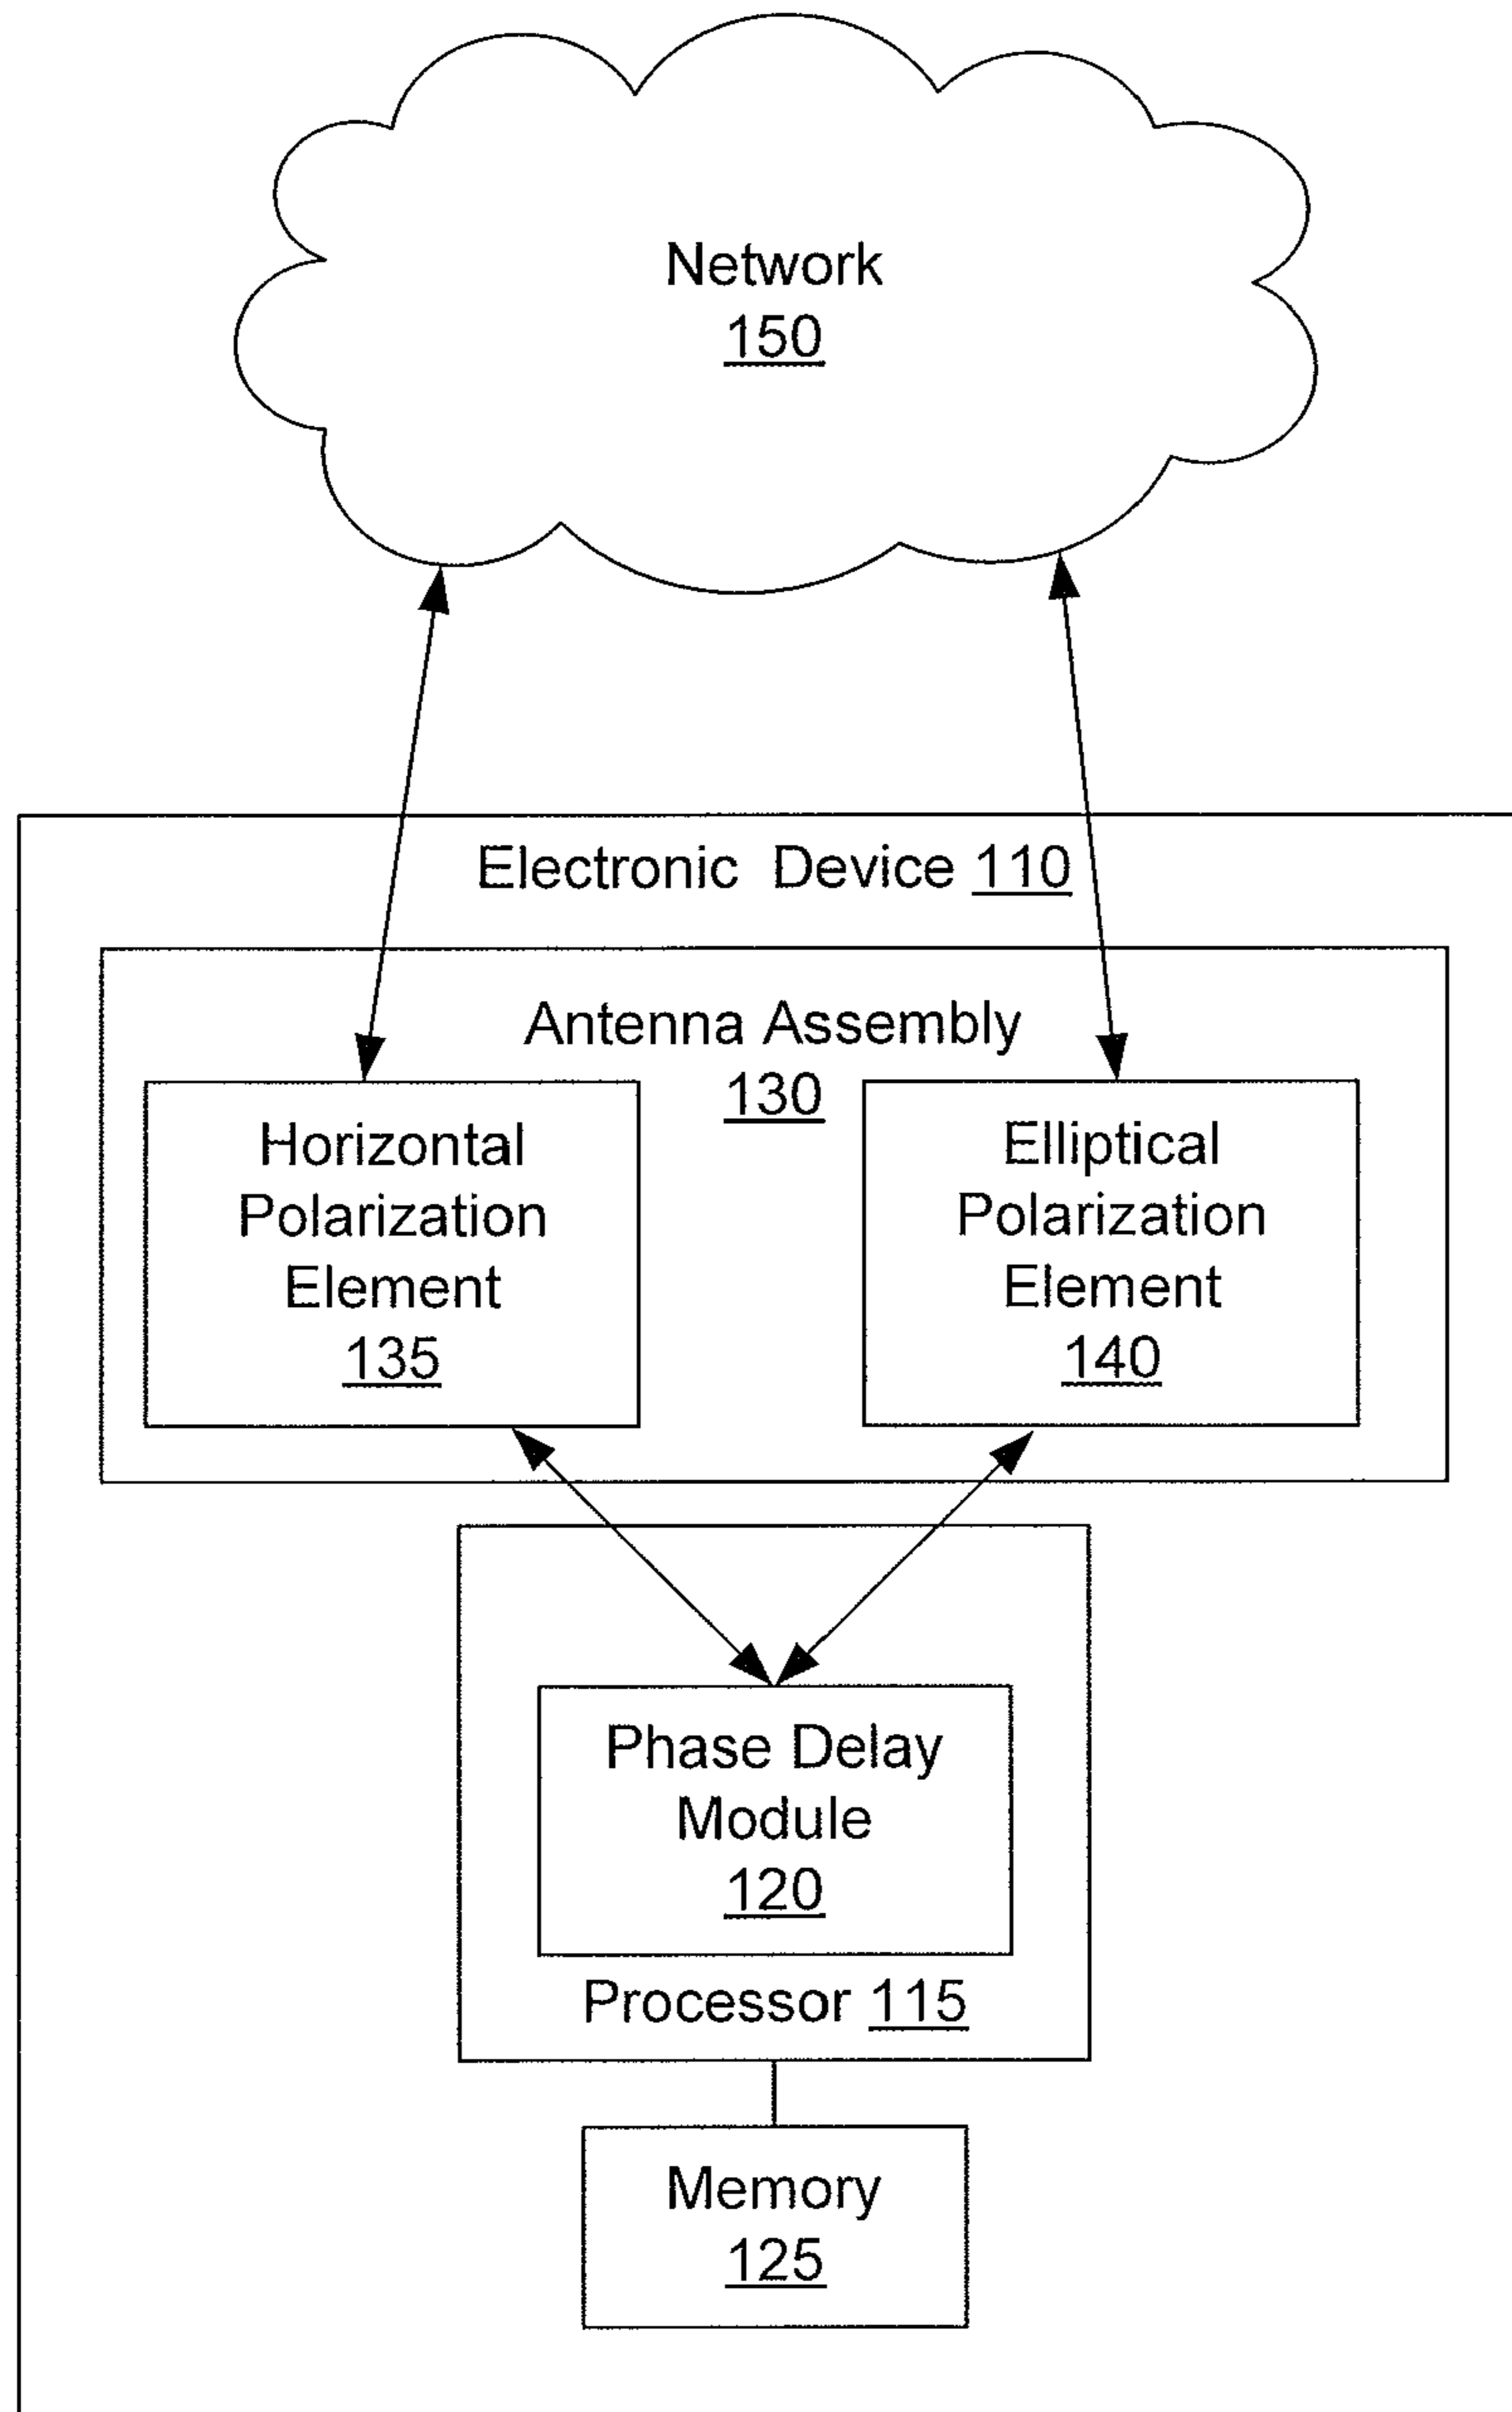 Network
150
Electronic Device 110
Antenna Assembly
130
Horizontal
Polarization
Element
135
Elliptical
Polarization
Element
140
Phase Delay
Module
120
Processor 115
Memory
125